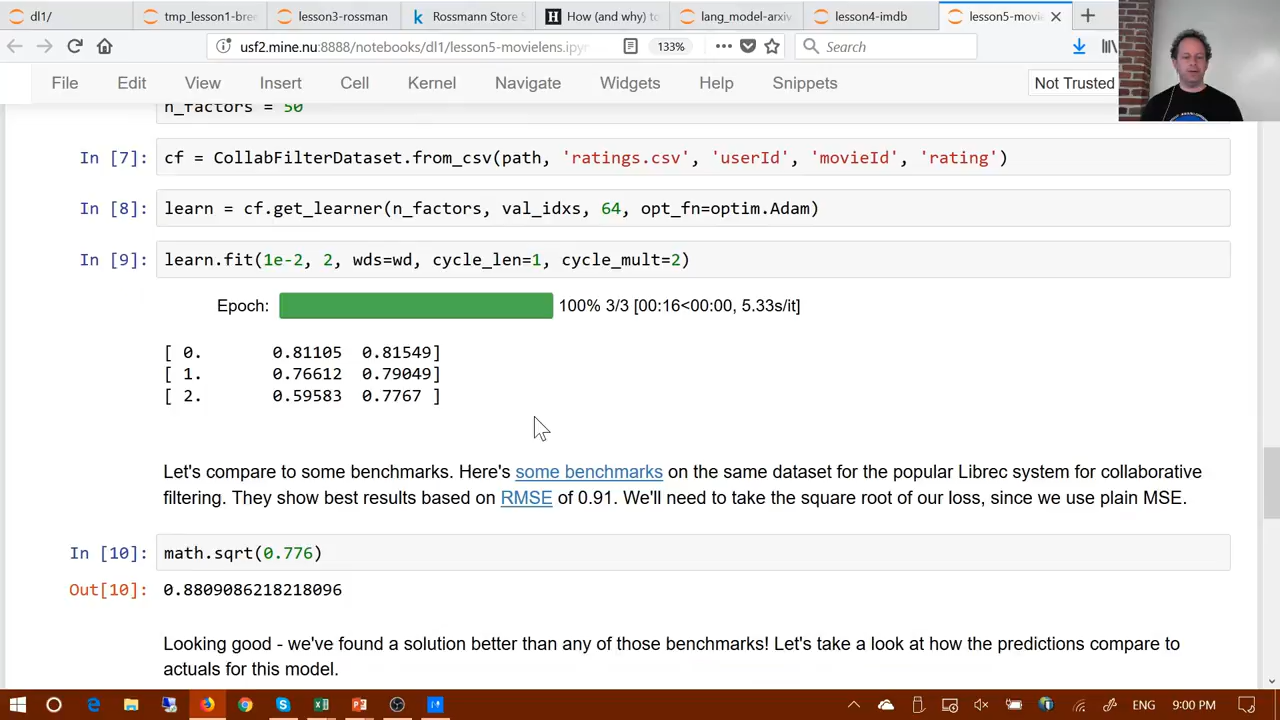 dl1/
tmp_lesson1-bre
lesson3-rossman
Rossmann Store S
How (and why) to
lang_model-arxiv
lesson4-imdb
lesson5-movi
usf2.mine.nu:8888/notebooks/dl1/lesson5-movielens.ipyn
133%
Search
File Edit View Insert Cell Kernel Navigate Widgets Help Snippets Not Trusted
n_factors = 50
In [7]: cf = CollabFilterDataset.from_csv(path, 'ratings.csv', 'userId', 'movieId', 'rating')
In [8]: learn = cf.get_learner(n_factors, val_idxs, 64, opt_fn=optim.Adam)
In [9]: learn.fit(1e-2, 2, wds=wd, cycle_len=1, cycle_mult=2)
Epoch: 100% 3/3 [00:16<00:00, 5.33s/it]
[ 0. 0.81105 0.81549]
[ 1. 0.76612 0.79049]
[ 2. 0.59583 0.7767 ]
Let's compare to some benchmarks. Here's some benchmarks on the same dataset for the popular Librec system for collaborative
filtering. They show best results based on RMSE of 0.91. We'll need to take the square root of our loss, since we use plain MSE.
In [10]: math.sqrt(0.776)
Out[10]: 0.8809086218218096
Looking good - we've found a solution better than any of those benchmarks! Let's take a look at how the predictions compare to
actuals for this model.
ENG 9:00 PM